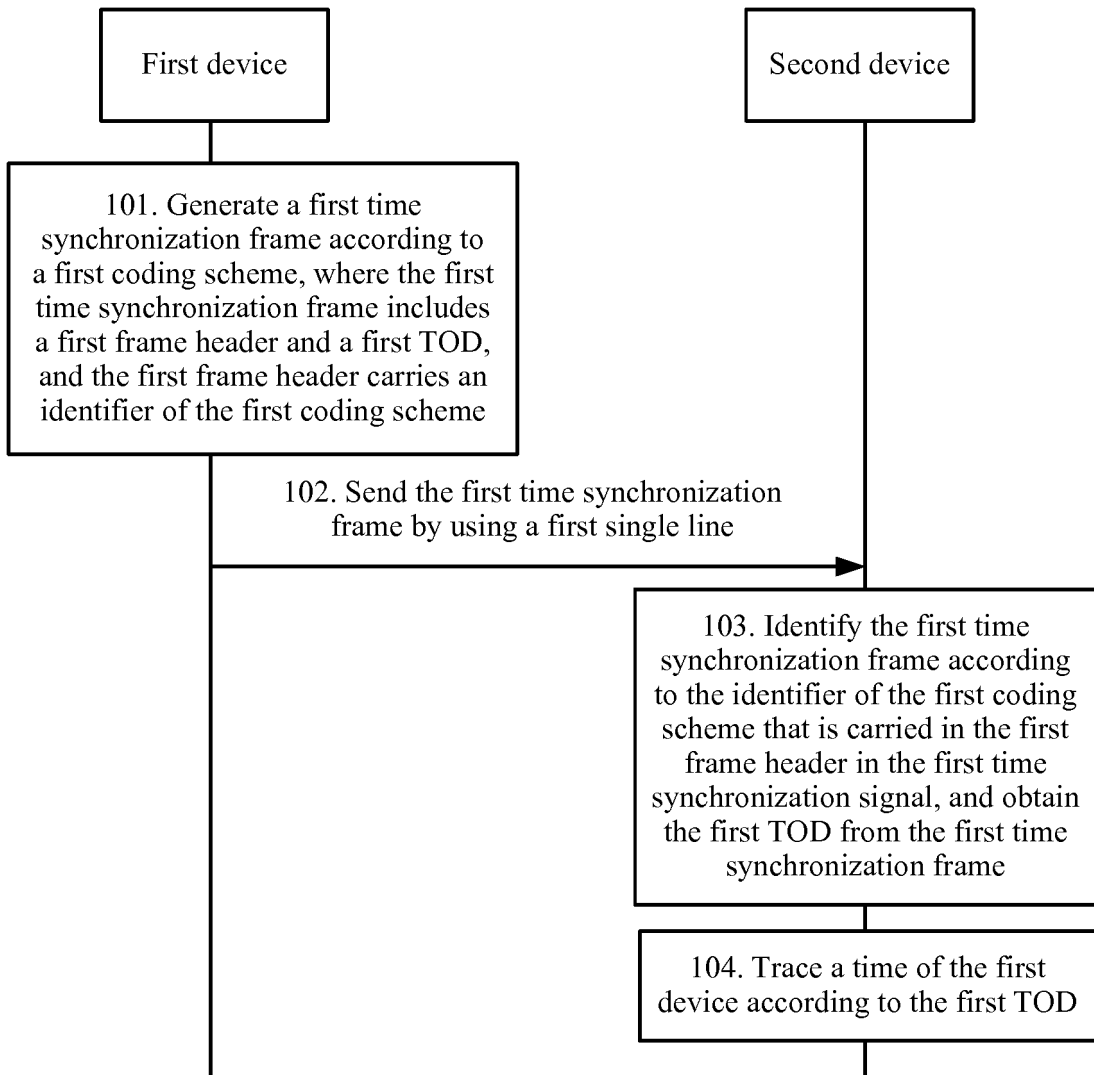 First device
Second device
101. Generate a first time
synchronization frame according to
a first coding scheme, where the first
time synchronization frame includes
a first frame header and a first TOD,
and the first frame header carries an
identifier of the first coding scheme
102. Send the first time synchronization
frame by using a first single line
103. Identify the first time
synchronization frame according
to the identifier of the first coding
scheme that is carried in the first
frame header in the first time
synchronization signal, and obtain
the first TOD from the first time
synchronization frame
104. Trace a time of the first
device according to the first TOD